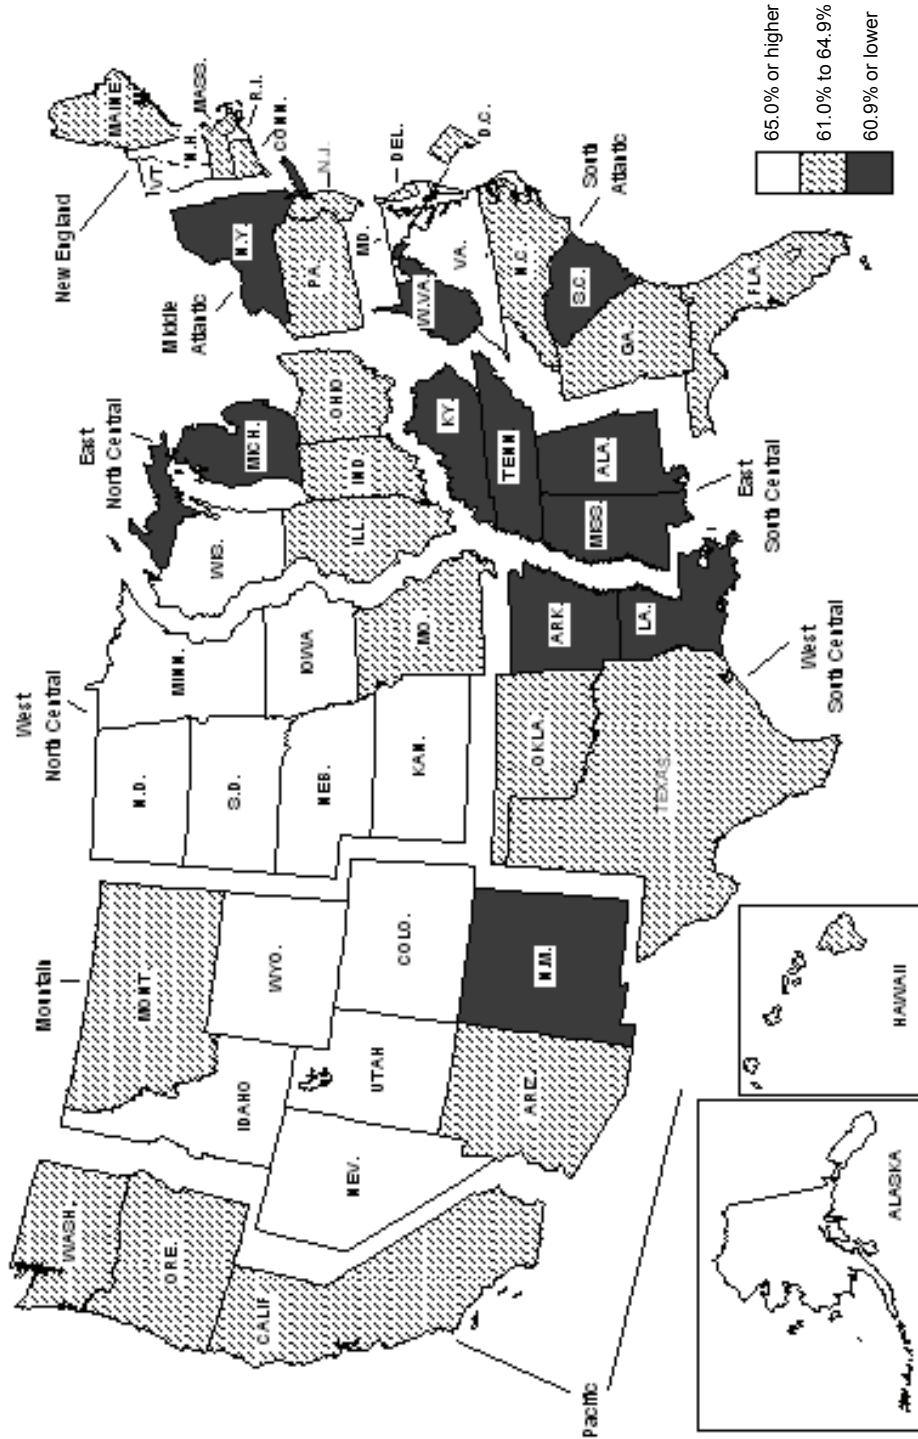 Pacific
Mountain
West
North Central
East
North Central
Middle
Atlantic
New England
WASH
ORE.
CALIF
NEV.
IDAHO
MONT
WYO.
UTAH
COLO.
ARIZ.
N.M.
N.D.
S.D.
NEB.
KAN.
MINN.
IOWA
MO.
WIS.
ILL.
IND
MICH.
OHIO
OKLA.
TEXAS
ARK.
LA.
KY.
TENN
MISS.
ALA.
N.Y
PA.
N.J.
VT.
N.H.
MAINE
MASS.
R.I.
CONN.
DEL.
MD.
D.C.
W.VA.
VA.
N.C
S.C.
GA.
FLA.
South
Atlantic
East
South Central
West
South Central
ALASKA
HAWAII
65.0% or higher
61.0% to 64.9%
60.9% or lower